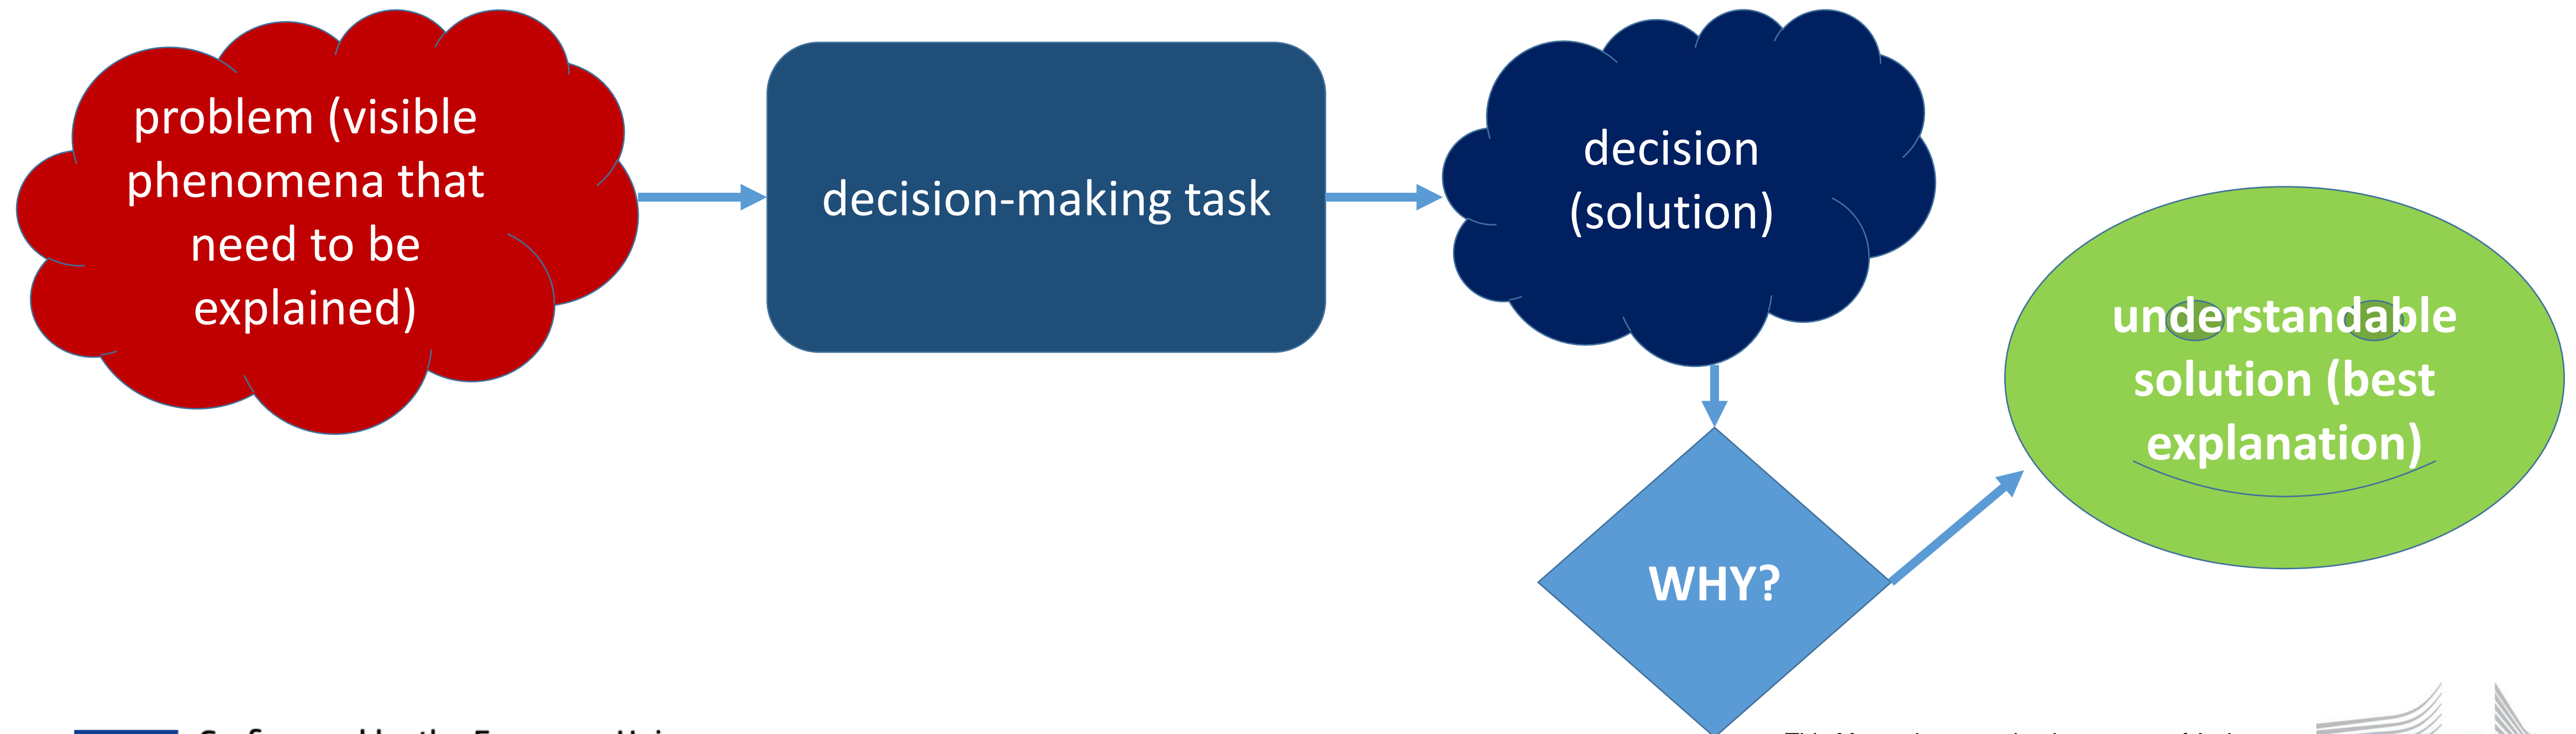 problem (visible
phenomena that
need to be
explained)
decision-making task
decision
(solution)
understandable
solution (best
explanation)
WHY?